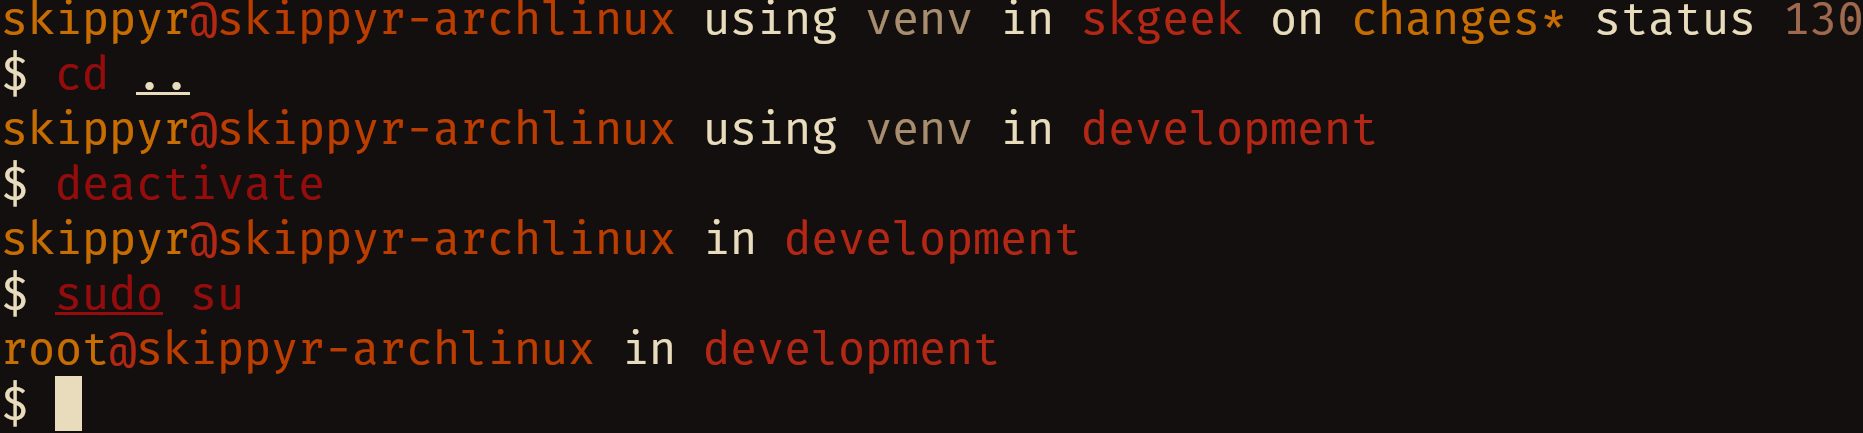 skippyr@skippyr-archlinux using venv in skgeek on changes* status 130
$ cd ..
skippyr@skippyr-archlinux using venv in development
$ deactivate
skippyr@skippyr-archlinux in development
$ sudo su
root@skippyr-archlinux in development
$